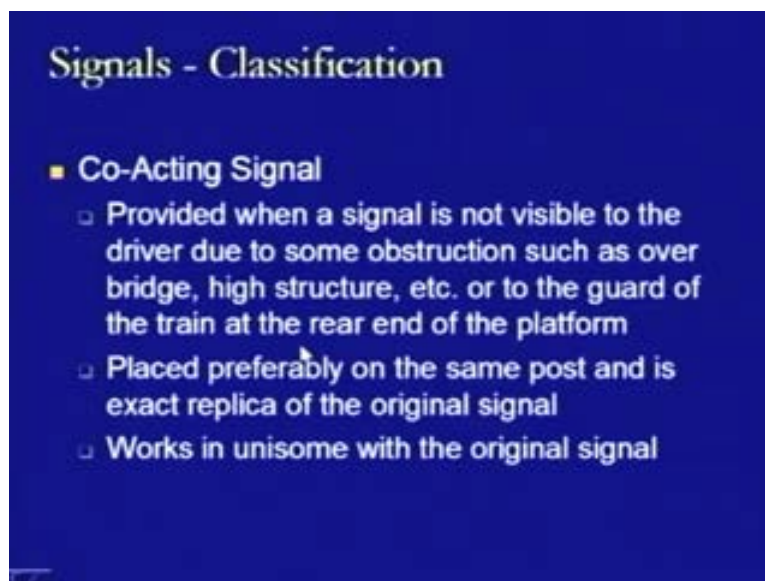 Signals - Classification
Co-Acting Signal
Provided when a signal is not visible to the
driver due to some obstruction such as over
bridge, high structure, etc. or to the guard of
the train at the rear end of the platform
Placed preferably on the same post and is
exact replica of the original signal
Works in unisome with the original signal